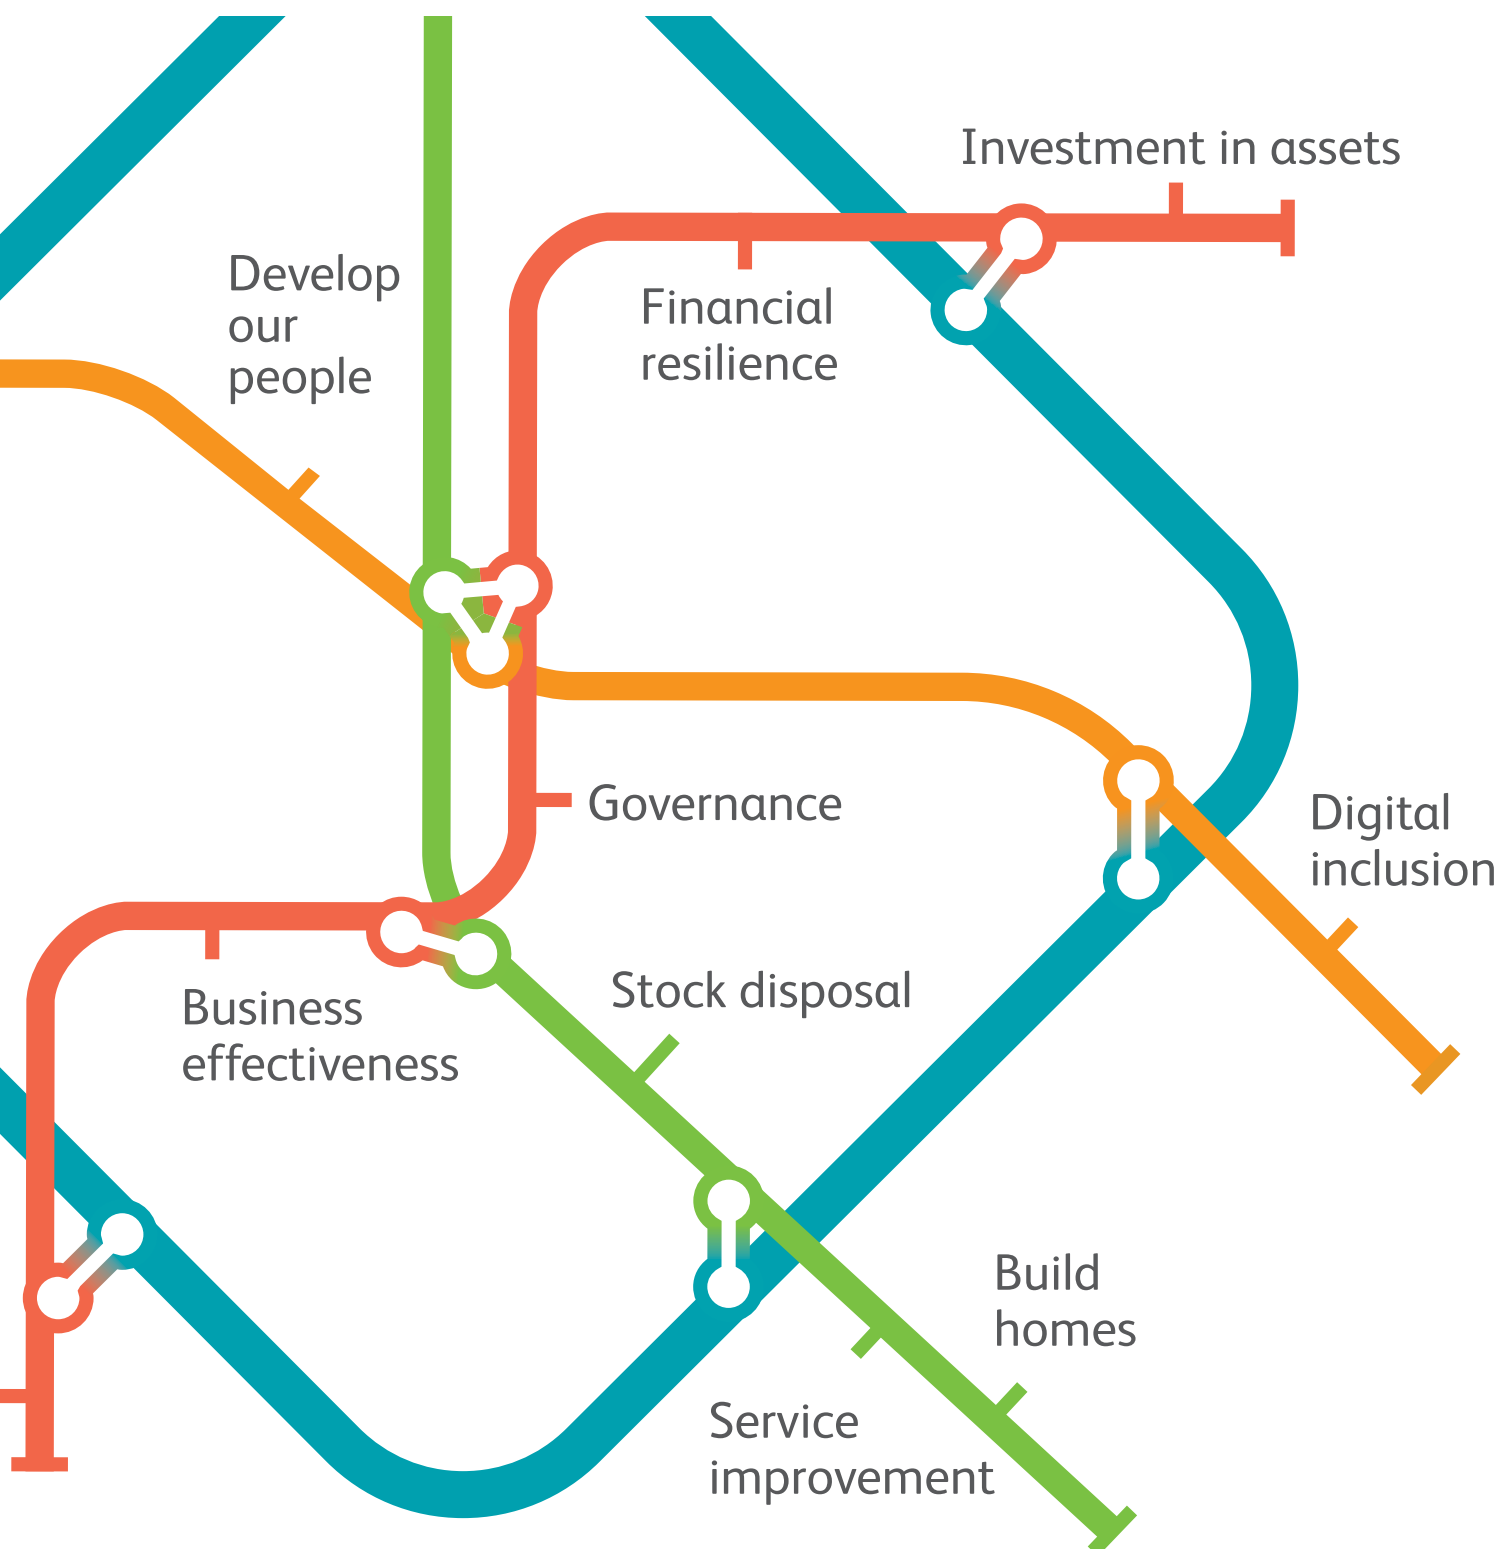 Investment in assets
Develop
our
people
Financial
resilience
Governance
Digital
inclusion
Stock disposal
Business
effectiveness
Build
homes
Service
improvement